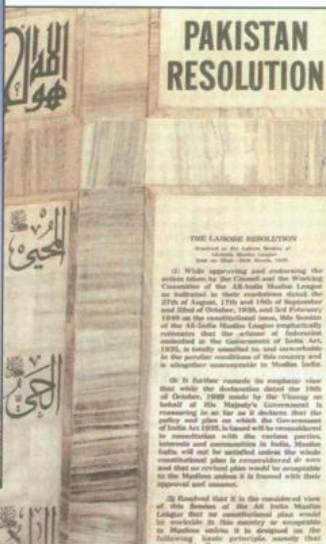 PAKISTAN
RESOLUTION
المحيي
الحي
THE LAHORE RESOLUTION
Resolved at the Lahore Session of
Muslim League
March, 1940.
(1) While approving and endorsing the
action taken by the Council and the Working
Committee of the All-India Muslim League
as indicated in their resolutions dated the
27th of August, 17th and 18th of September
and 22nd of October, 1939, and 3rd February
1940 on the constitutional issue, this Session
of the All-India Muslim League emphatically
reiterates that the scheme of federation
embodied in the Government of India Act,
1935, is totally unsuited to, and unworkable
in the peculiar conditions of this country and
is altogether unacceptable to Muslim India.
(2) It further records its emphatic view
that while the declaration dated the 18th
of October, 1939 made by the Viceroy on
behalf of His Majesty's Government is
reassuring in so far as it declares that the
policy and plan on which the Government
of India Act 1935, is based will be reconsidered
in consultation with the various parties,
interests and communities in India, Muslim
India will not be satisfied unless the whole
constitutional plan is reconsidered de novo
and that no revised plan would be acceptable
to the Muslims unless it is framed with their
approval and consent.
(3) Resolved that it is the considered view
of this Session of the All India Muslim
League that no constitutional plan would
be workable in this country or acceptable
to Muslims unless it is designed on the
following basic principle, namely that